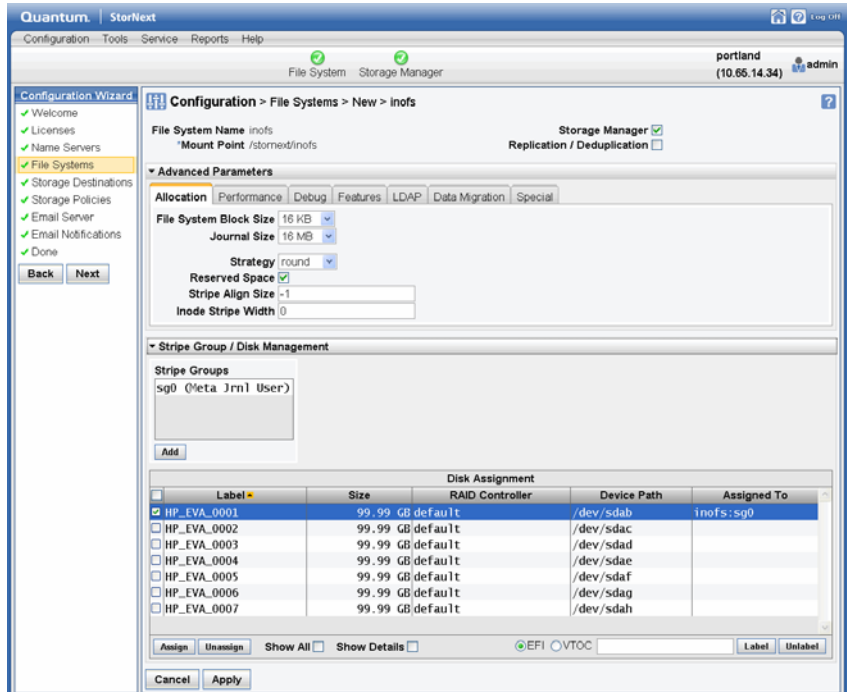 Quantum. StorNext Log Off
Configuration Tools Service Reports Help
File System Storage Manager portland (10.65.14.34) admin
Configuration Wizard
Welcome
Licenses
Name Servers
File Systems
Storage Destinations
Storage Policies
Email Server
Email Notifications
Done
Back Next
Configuration > File Systems > New > inofs ?
File System Name inofs Storage Manager
*Mount Point /stornext/inofs Replication / Deduplication
Advanced Parameters
Allocation Performance Debug Features LDAP Data Migration Special
File System Block Size 16 KB
Journal Size 16 MB
Strategy round
Reserved Space
Stripe Align Size -1
Inode Stripe Width 0
Stripe Group / Disk Management
Stripe Groups
sg0 (Meta Jrnl User)
Add
Disk Assignment
Label Size RAID Controller Device Path Assigned To
HP_EVA_0001 99.99 GB default /dev/sdab inofs:sg0
HP_EVA_0002 99.99 GB default /dev/sdac
HP_EVA_0003 99.99 GB default /dev/sdad
HP_EVA_0004 99.99 GB default /dev/sdae
HP_EVA_0005 99.99 GB default /dev/sdaf
HP_EVA_0006 99.99 GB default /dev/sdag
HP_EVA_0007 99.99 GB default /dev/sdah
Assign Unassign Show All Show Details EFI VTOC Label Unlabel
Cancel Apply